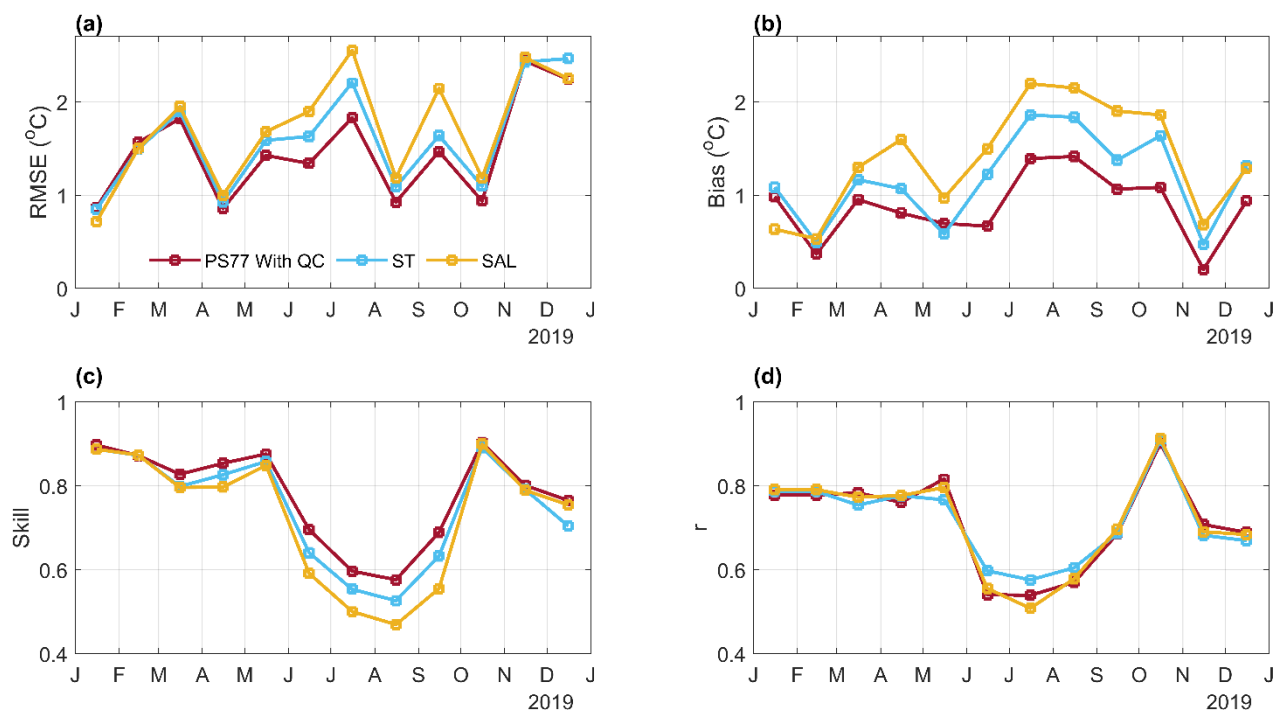 (a)
RMSE (°C)
2
1
0
PS77 With QC ST SAL
J F M A M J J A S O N D J
2019
(b)
Bias (°C)
2
1
0
J F M A M J J A S O N D J
2019
(c)
Skill
1
0.8
0.6
0.4
J F M A M J J A S O N D J
2019
(d)
r
1
0.8
0.6
0.4
J F M A M J J A S O N D J
2019